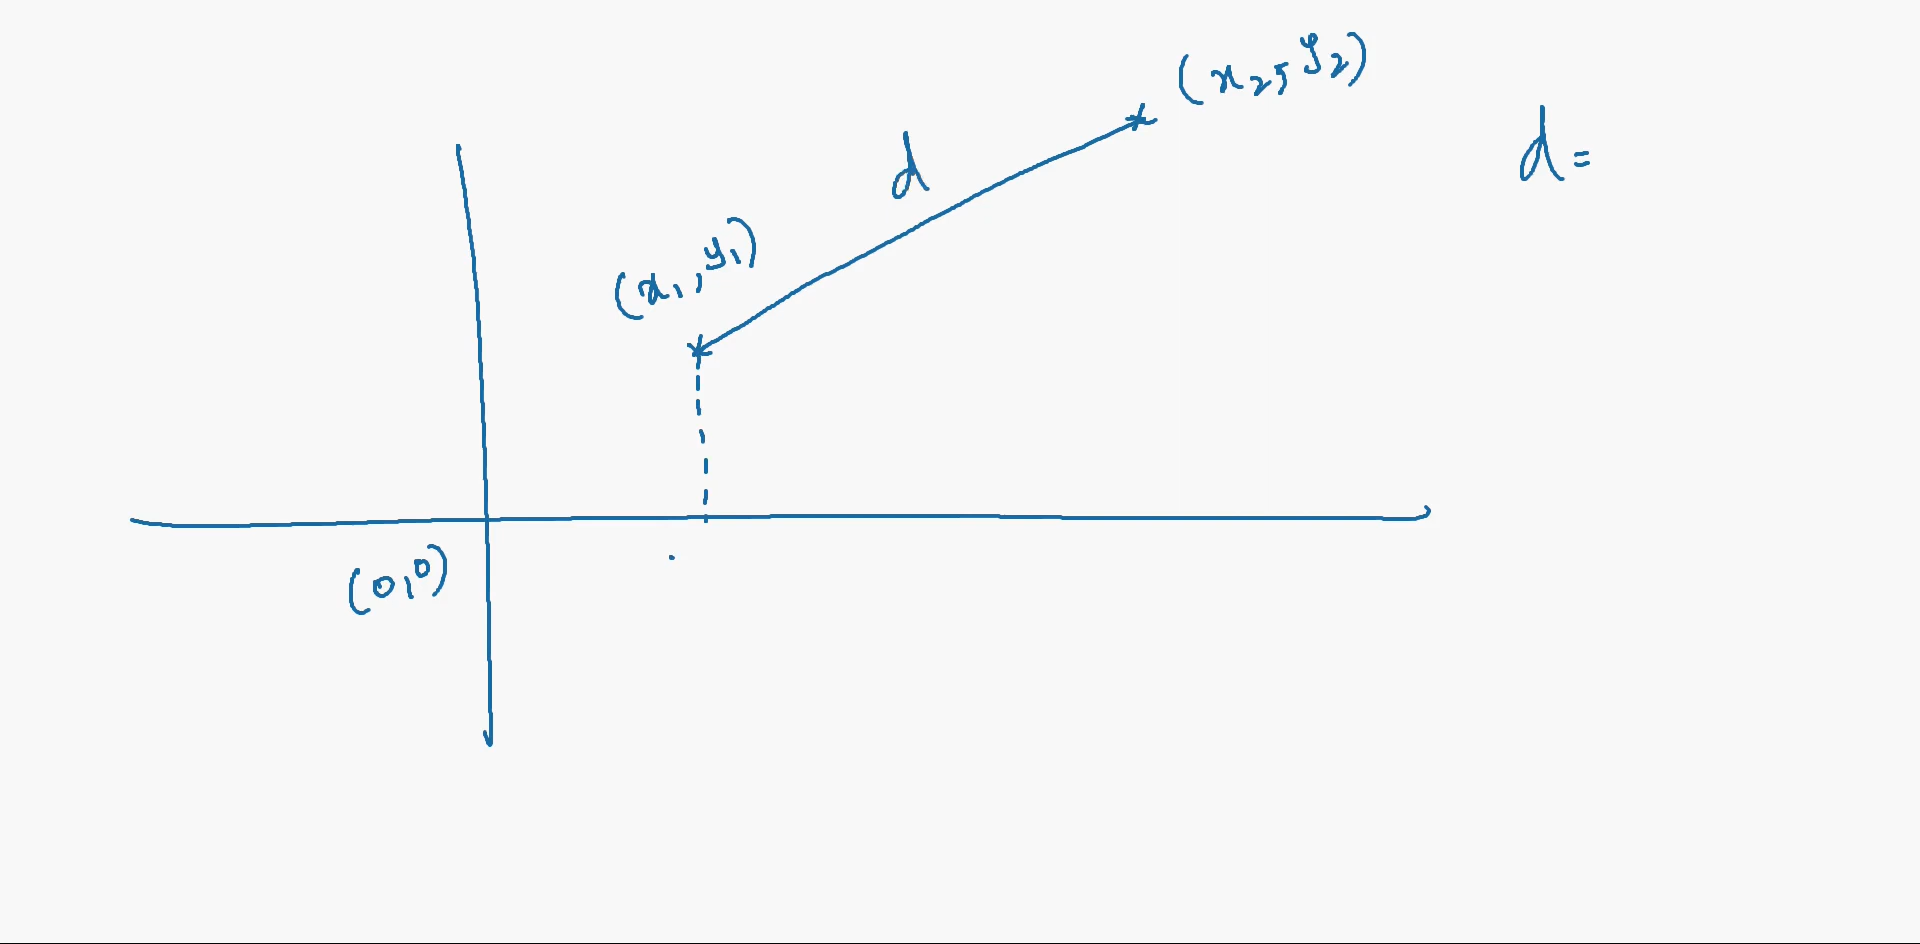 (x₂, y₂)
d =
d
(x₁, y₁)
(0,0)